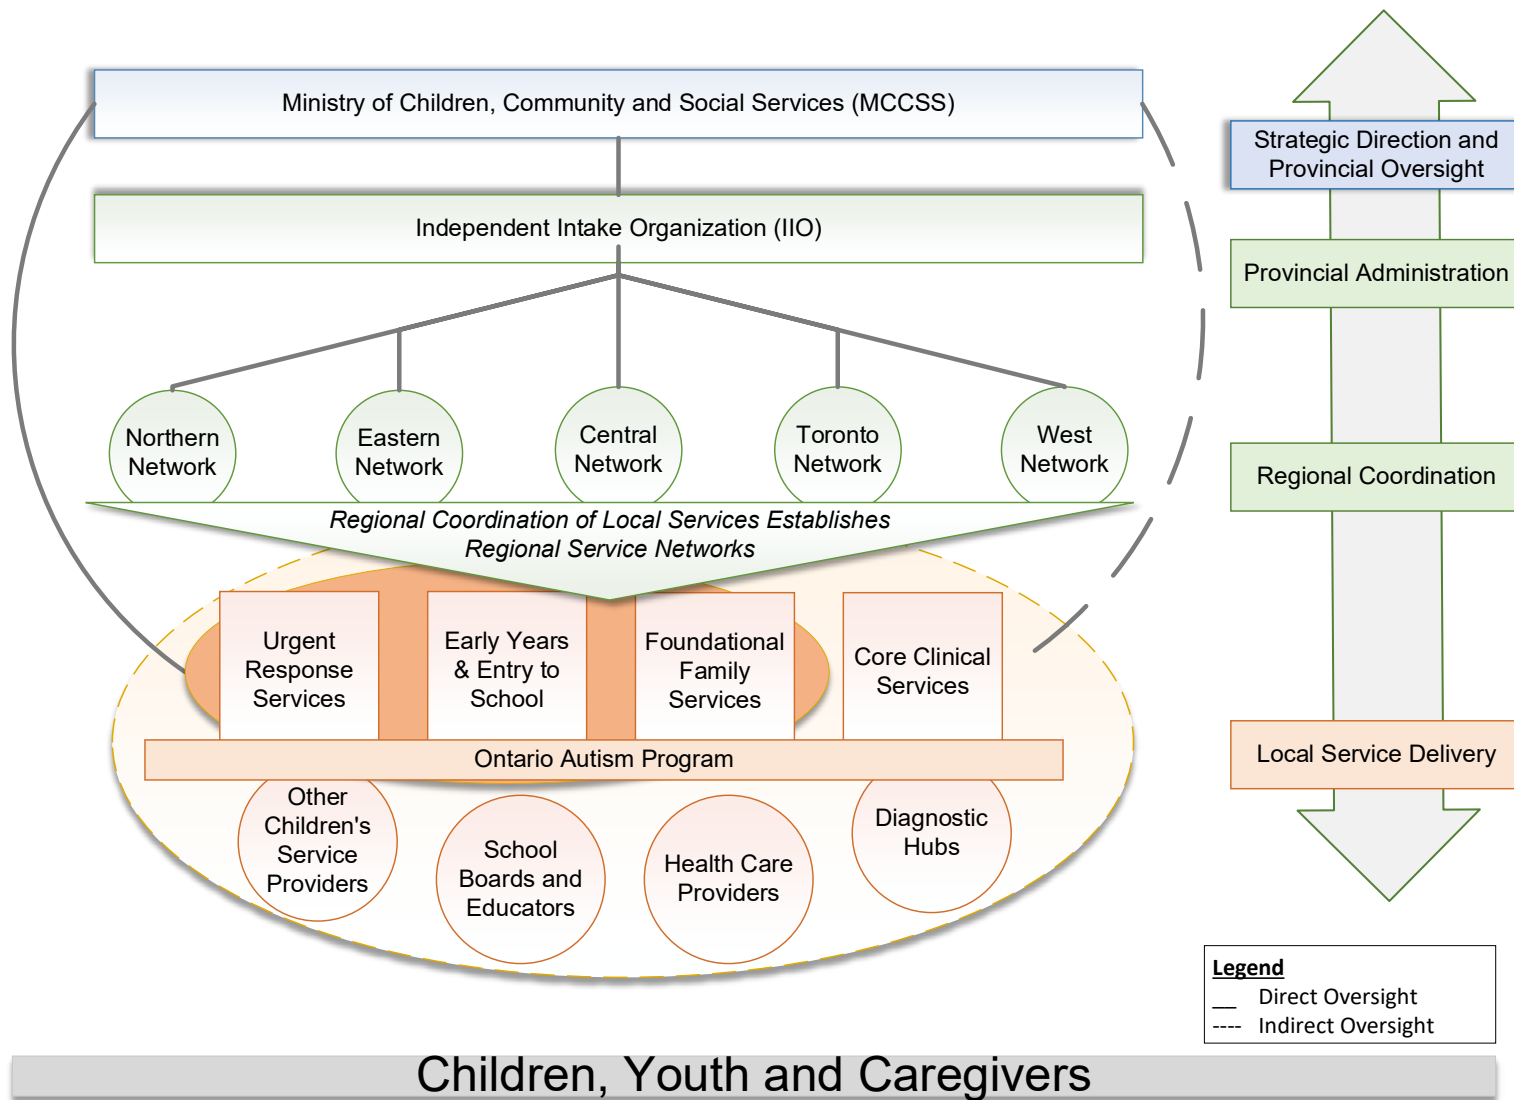 Ministry of Children, Community and Social Services (MCCSS)
Independent Intake Organization (IIO)
Northern
Network
Eastern
Network
Central
Network
Toronto
Network
West
Network
Regional Coordination of Local Services Establishes
Regional Service Networks
Urgent
Response
Services
Early Years
& Entry to
School
Foundational
Family
Services
Core Clinical
Services
Ontario Autism Program
Other
Children's
Service
Providers
School
Boards and
Educators
Health Care
Providers
Diagnostic
Hubs
Strategic Direction and
Provincial Oversight
Provincial Administration
Regional Coordination
Local Service Delivery
Legend
__ Direct Oversight
---- Indirect Oversight
Children, Youth and Caregivers